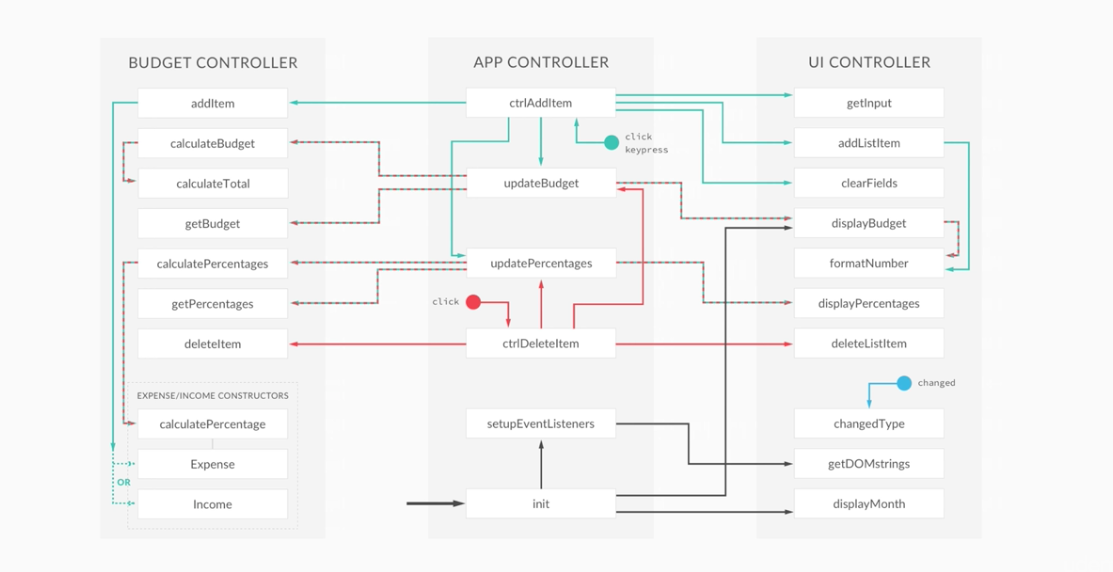 BUDGET CONTROLLER
addItem
calculateBudget
calculateTotal
getBudget
calculatePercentages
getPercentages
deleteItem
EXPENSE/INCOME CONSTRUCTORS
calculatePercentage
Expense
OR
Income
APP CONTROLLER
ctrlAddItem
click
keypress
updateBudget
updatePercentages
click
ctrlDeleteItem
setupEventListeners
init
UI CONTROLLER
getInput
addListItem
clearFields
displayBudget
formatNumber
displayPercentages
deleteListItem
changed
changedType
getDOMstrings
displayMonth